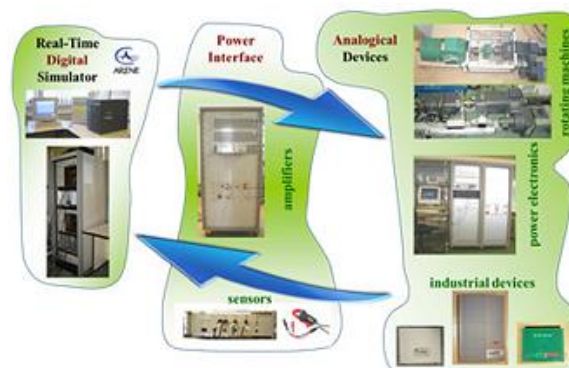 Real-Time
Digital
Simulator
ARENE
Power
Interface
amplifiers
sensors
Analogical
Devices
rotating machines
power electronics
industrial devices